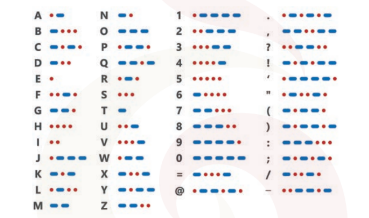 A N 1 .
B O 2 ,
C P 3 ?
D Q 4 !
E R 5 ‘
F S 6 "
G T 7 (
H U 8 )
I V 9 :
J W 0 ;
K X = /
L Y @ –
M Z